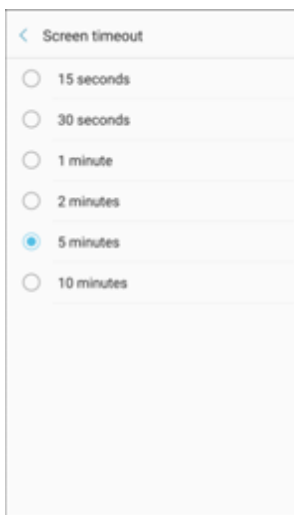 Screen timeout
15 seconds
30 seconds
1 minute
2 minutes
5 minutes
10 minutes